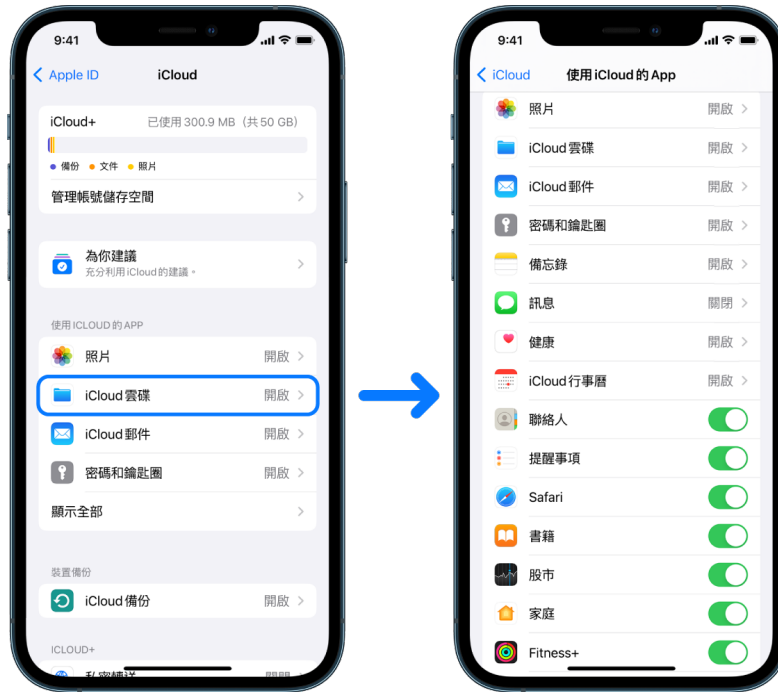 9:41
Apple ID
iCloud
iCloud+
已使用 300.9 MB（共 50 GB）
備份
文件
照片
管理帳號儲存空間
為你建議
充分利用 iCloud 的建議。
使用 ICLOUD 的 APP
照片
開啟
iCloud 雲碟
開啟
iCloud 郵件
開啟
密碼和鑰匙圈
開啟
顯示全部
裝置備份
iCloud 備份
開啟
ICLOUD+
9:41
iCloud
使用 iCloud 的 App
照片
開啟
iCloud 雲碟
開啟
iCloud 郵件
開啟
密碼和鑰匙圈
開啟
備忘錄
開啟
訊息
關閉
健康
開啟
iCloud 行事曆
開啟
聯絡人
提醒事項
Safari
書籍
股市
家庭
Fitness+